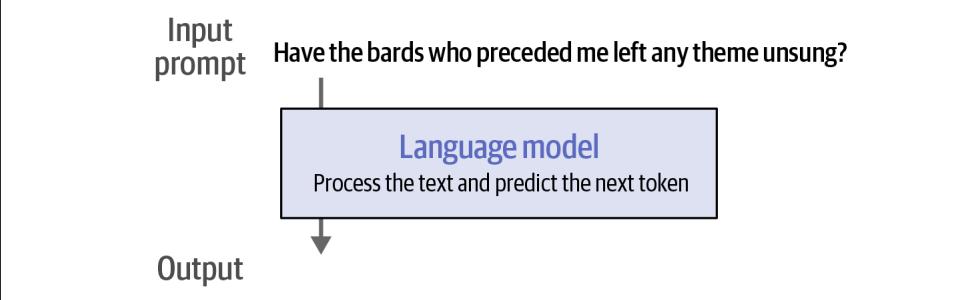 Input
prompt
Have the bards who preceded me left any theme unsung?
Language model
Process the text and predict the next token
Output